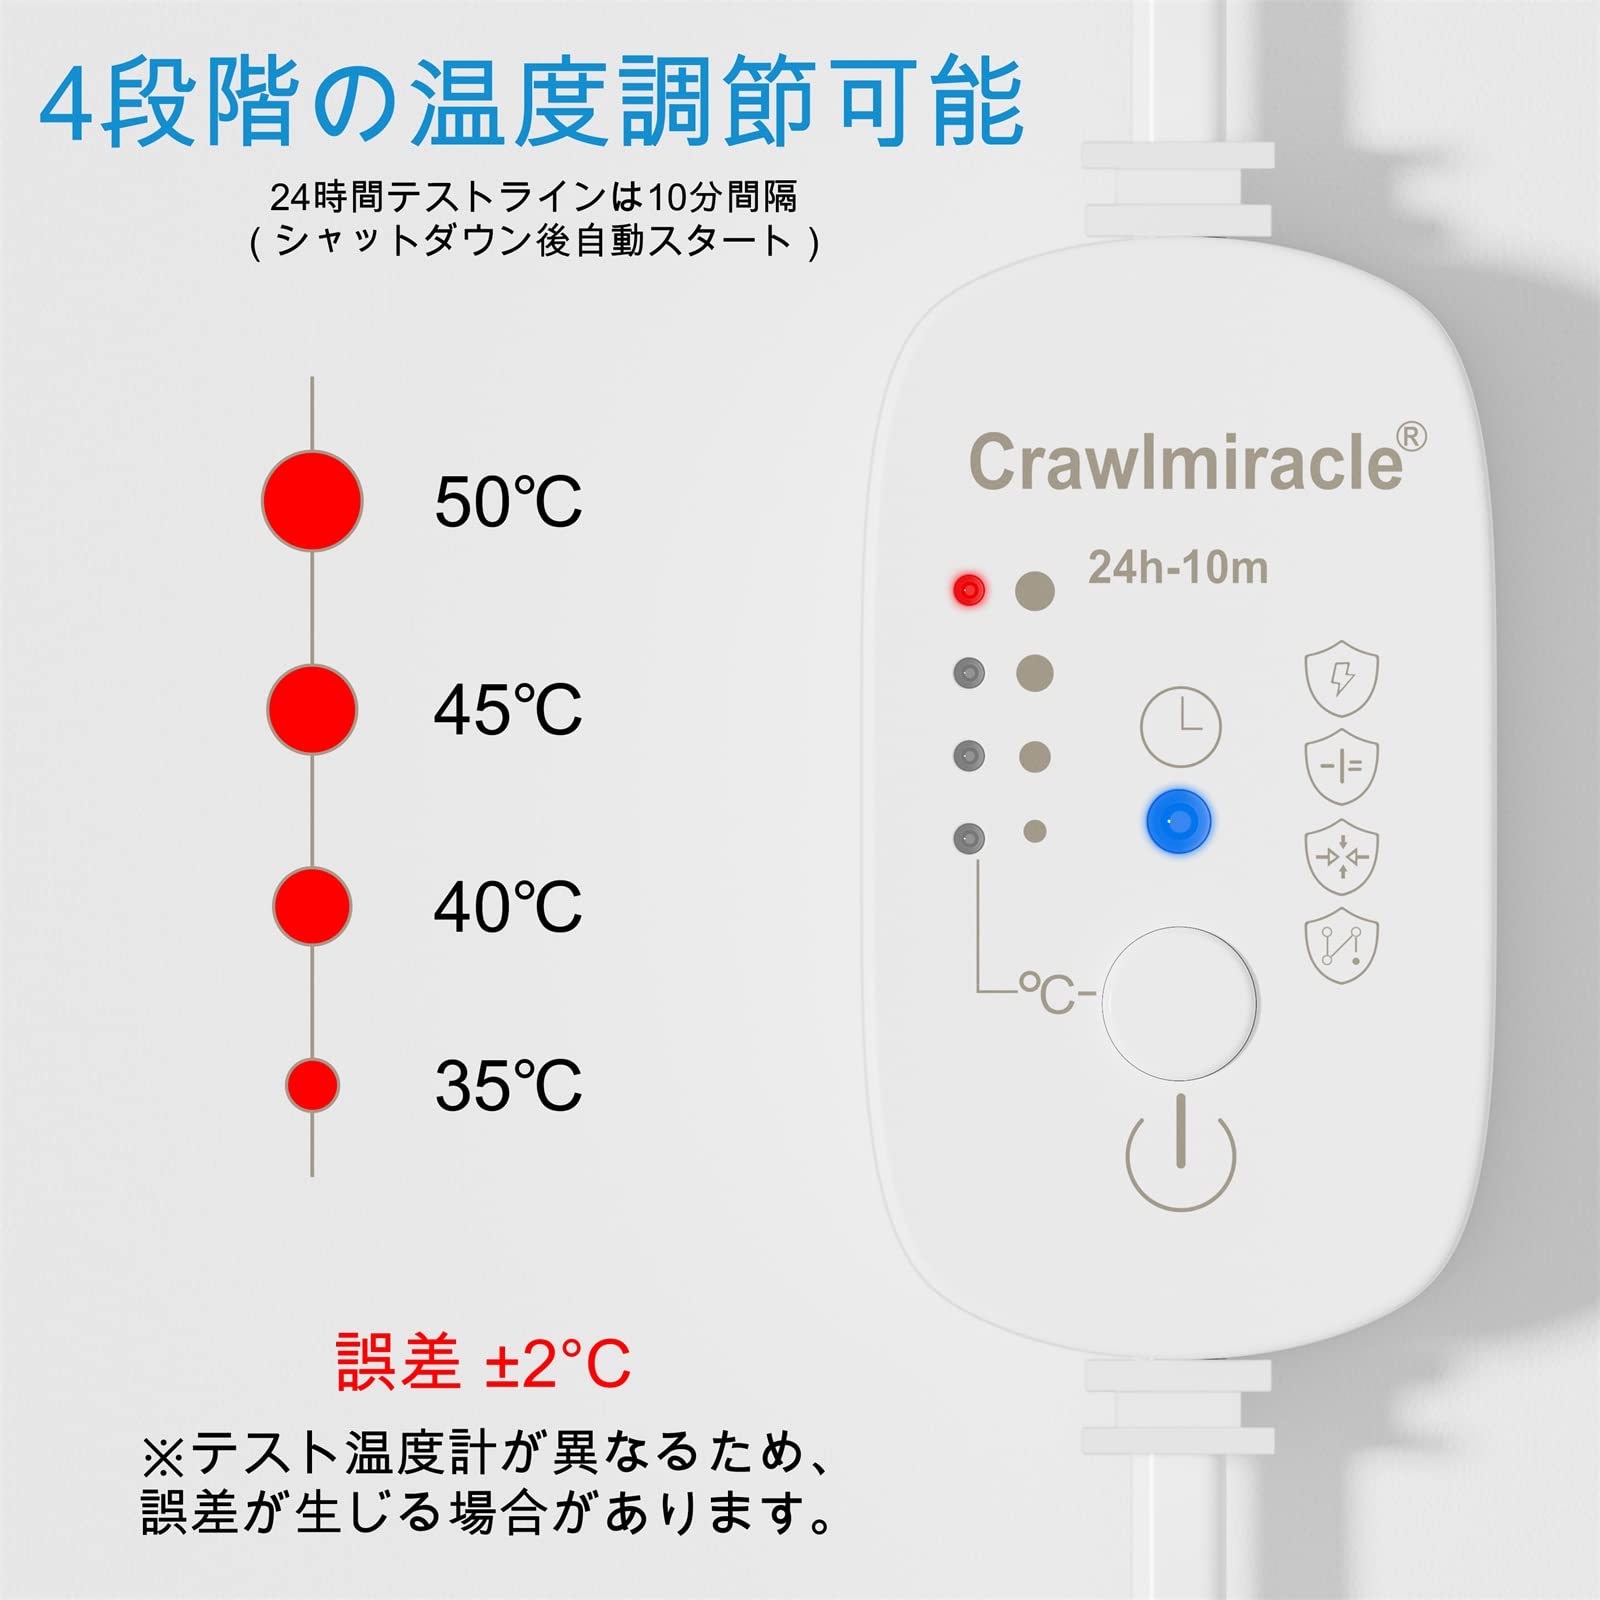 4段階の温度調節可能
24時間テストラインは10分間隔
( シャットダウン後自動スタート )
50℃
45℃
40℃
35℃
Crawlmiracle®
24h-10m
℃
誤差 ±2°C
※テスト温度計が異なるため、
誤差が生じる場合があります。